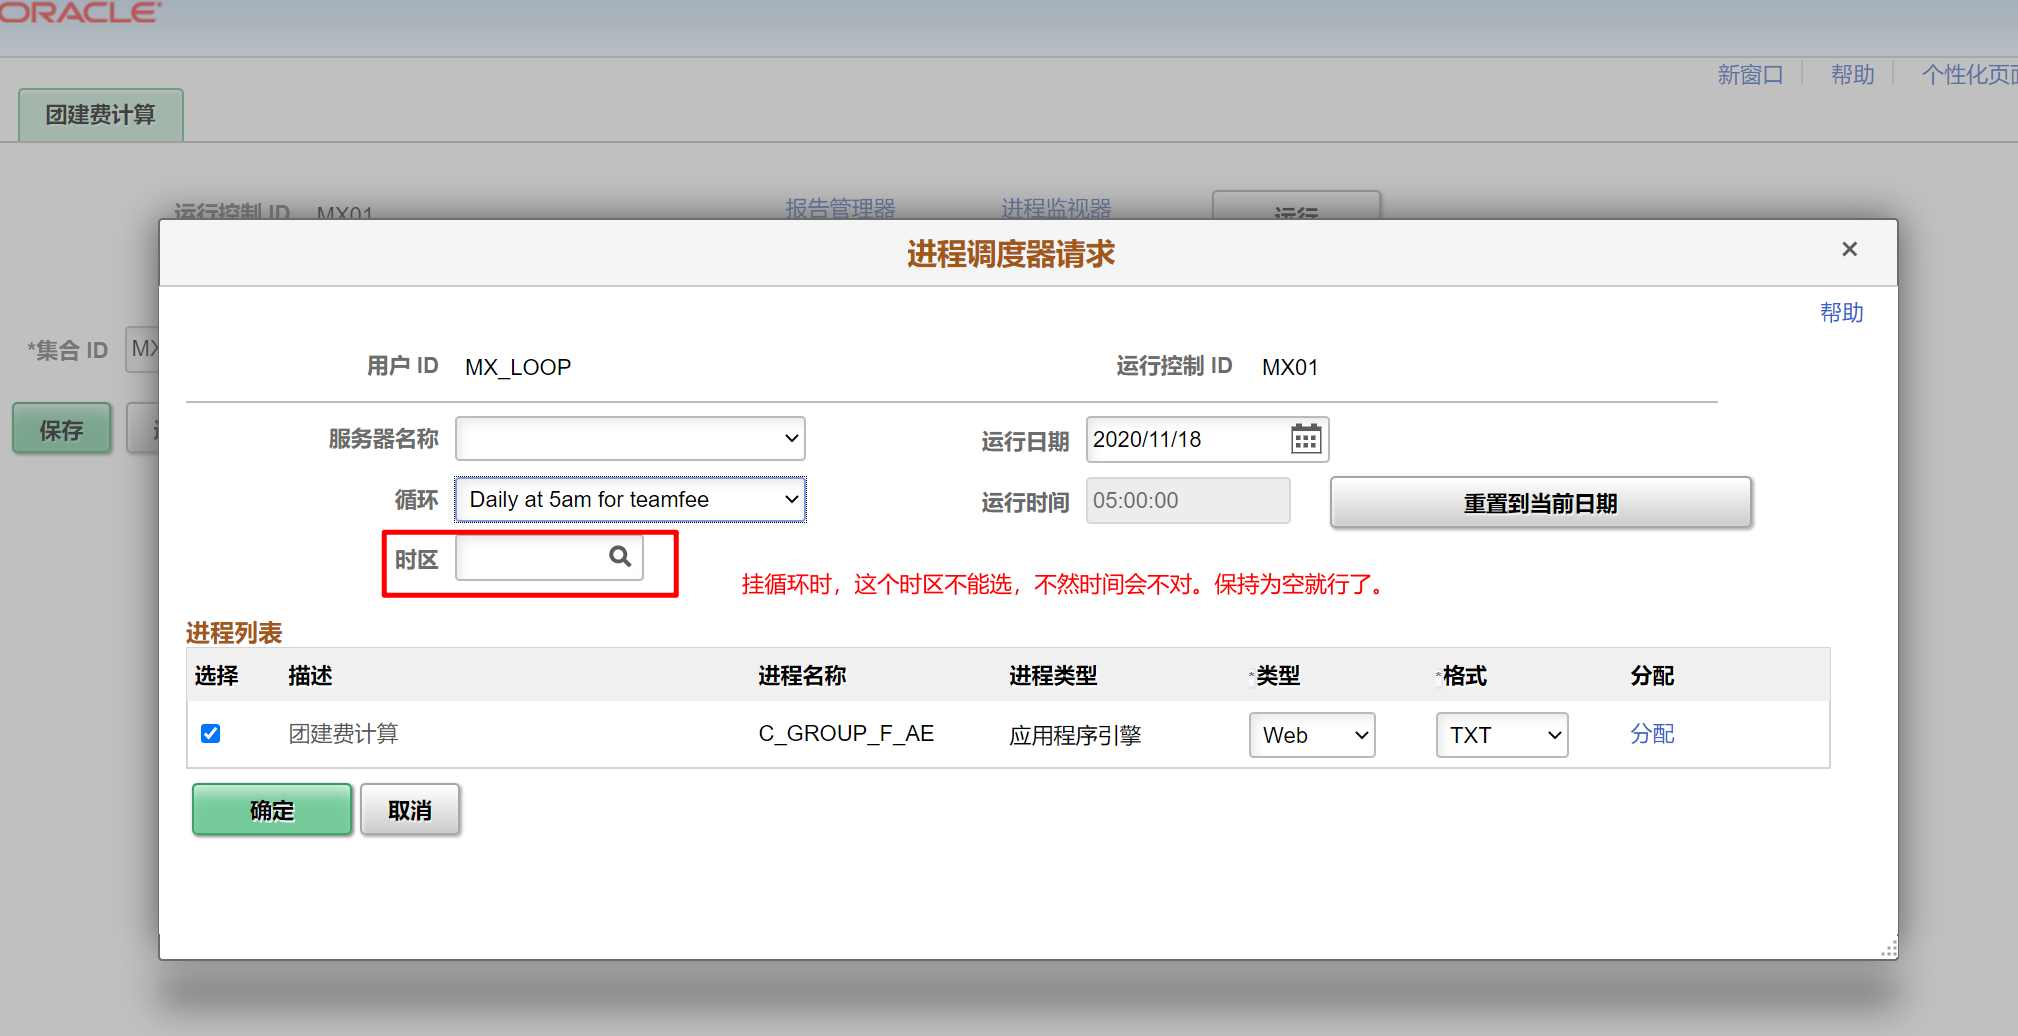 ORACLE
新窗口 帮助 个性化页面
团建费计算
运行控制 ID MX01 报告管理器 进程监视器 运行
进程调度器请求
帮助
*集合 ID MX
用户 ID MX_LOOP 运行控制 ID MX01
保存
服务器名称 运行日期 2020/11/18
循环 Daily at 5am for teamfee 运行时间 05:00:00 重置到当前日期
时区
挂循环时，这个时区不能选，不然时间会不对。保持为空就行了。
进程列表
选择 描述 进程名称 进程类型 *类型 *格式 分配
团建费计算 C_GROUP_F_AE 应用程序引擎 Web TXT 分配
确定 取消